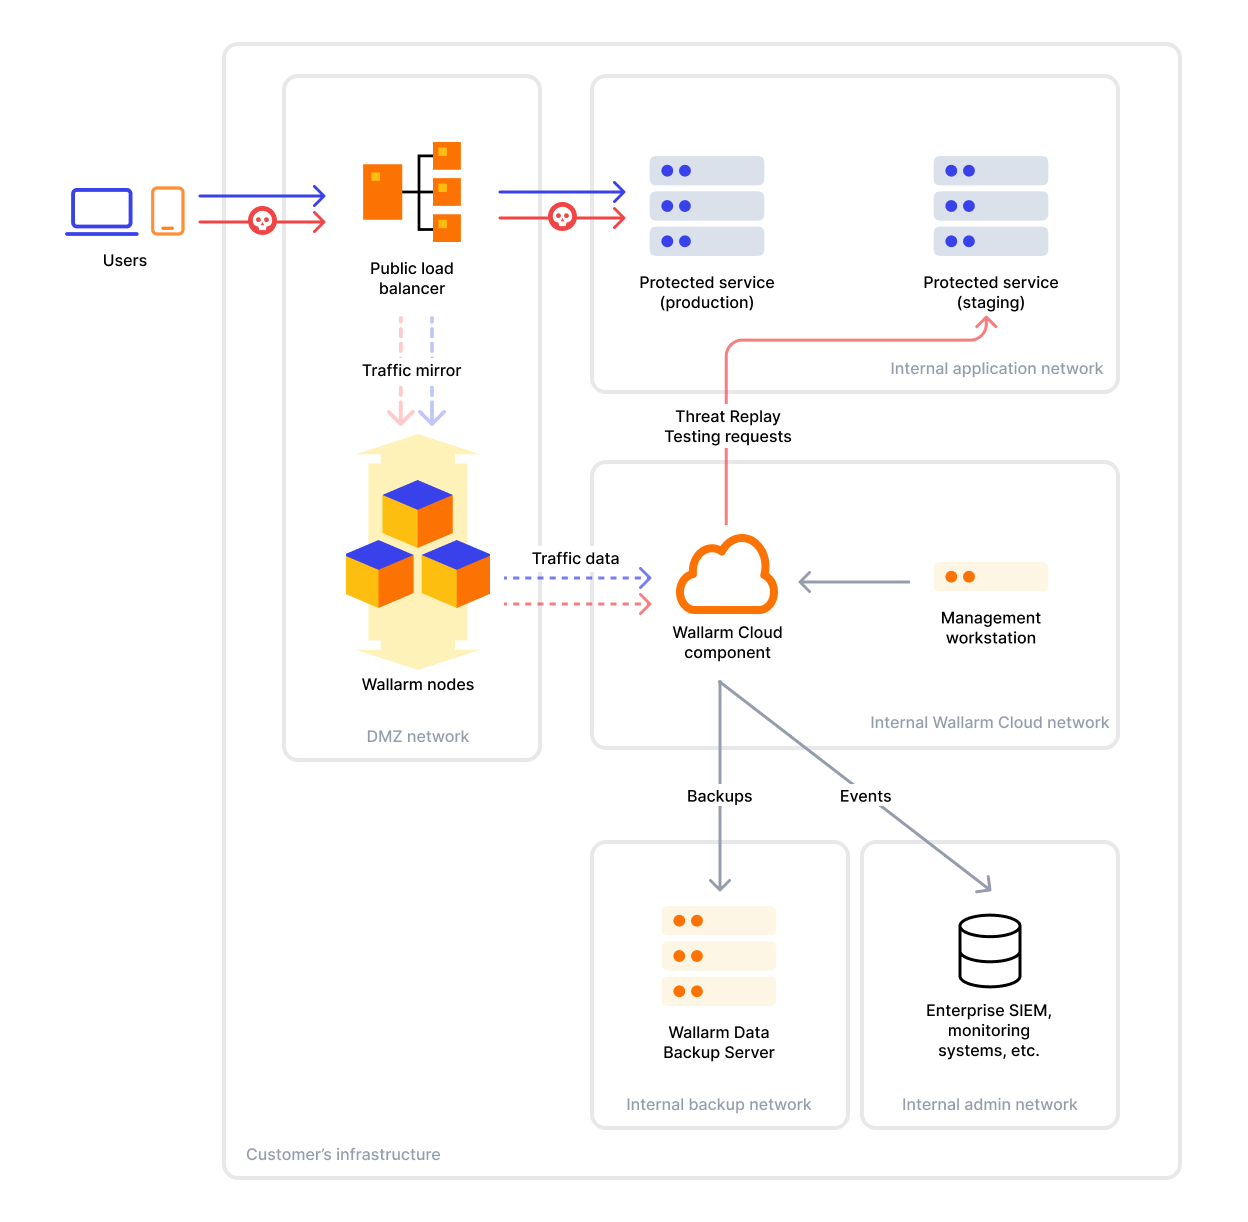 Users
Public load
balancer
Traffic mirror
Wallarm nodes
DMZ network
Protected service
(production)
Protected service
(staging)
Internal application network
Threat Replay
Testing requests
Traffic data
Wallarm Cloud
component
Management
workstation
Internal Wallarm Cloud network
Backups
Events
Wallarm Data
Backup Server
Internal backup network
Enterprise SIEM,
monitoring
systems, etc.
Internal admin network
Customer’s infrastructure